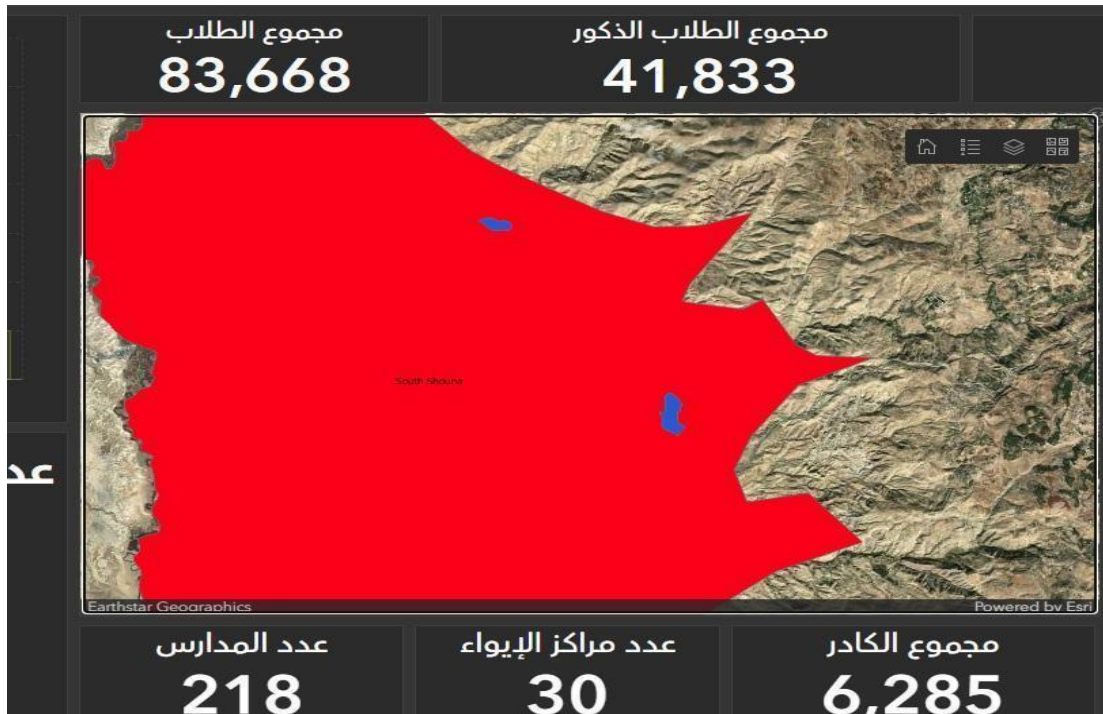 مجموع الطلاب الذكور
41,833
مجموع الطلاب
83,668
South Shouna
Earthstar Geographics
Powered by Esri
عد
مجموع الكادر
6,285
عدد مراكز الإيواء
30
عدد المدارس
218